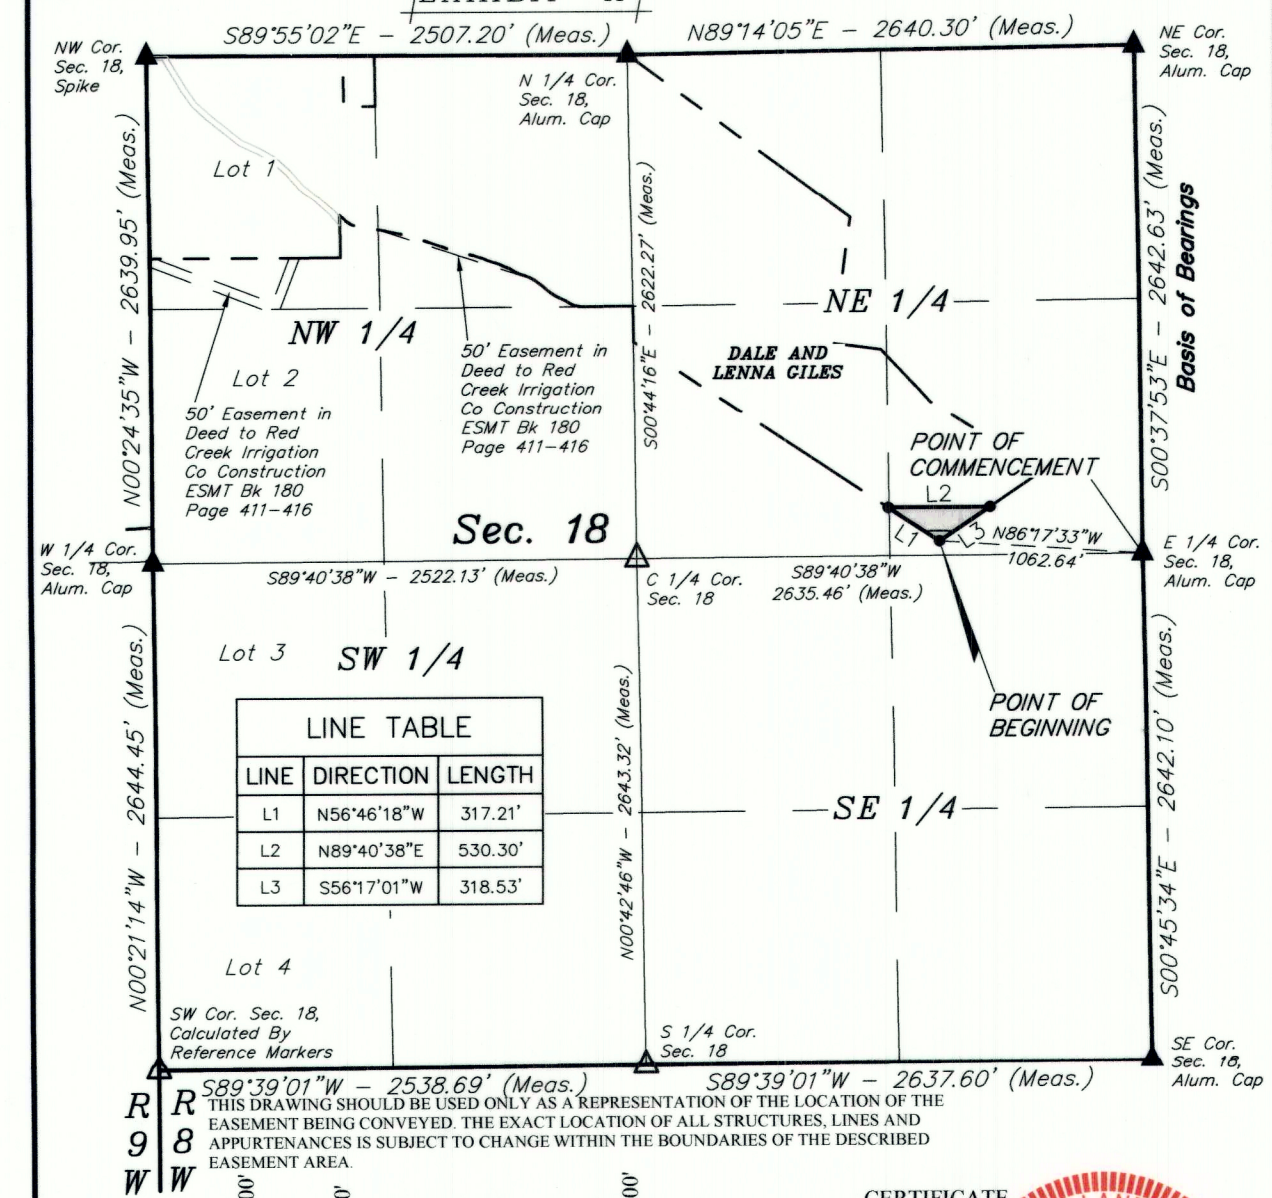 S89°55'02"E – 2507.20' (Meas.)
N89°14'05"E – 2640.30' (Meas.)
NW Cor.
Sec. 18,
Spike
N 1/4 Cor.
Sec. 18,
Alum. Cap
NE Cor.
Sec. 18,
Alum. Cap
N00°24'35"W – 2639.95' (Meas.)
Lot 1
S00°44'16"E – 2622.27' (Meas.)
S00°37'53"E – 2642.63' (Meas.)
Basis of Bearings
NW 1/4
NE 1/4
Lot 2
50' Easement in
Deed to Red
Creek Irrigation
Co Construction
ESMT Bk 180
Page 411–416
50' Easement in
Deed to Red
Creek Irrigation
Co Construction
ESMT Bk 180
Page 411–416
DALE AND
LENNA GILES
POINT OF
COMMENCEMENT
L2
L1
L3
N86°17'33"W
1062.64'
Sec. 18
W 1/4 Cor.
Sec. 18,
Alum. Cap
S89°40'38"W – 2522.13' (Meas.)
C 1/4 Cor.
Sec. 18
S89°40'38"W
2635.46' (Meas.)
E 1/4 Cor.
Sec. 18,
Alum. Cap
Lot 3
SW 1/4
POINT OF
BEGINNING
N00°21'14"W – 2644.45' (Meas.)
LINE TABLE
LINE DIRECTION LENGTH
L1 N56°46'18"W 317.21'
L2 N89°40'38"E 530.30'
L3 S56°17'01"W 318.53'
N00°42'46"W – 2643.32' (Meas.)
SE 1/4
S00°45'34"E – 2642.10' (Meas.)
Lot 4
SW Cor. Sec. 18,
Calculated By
Reference Markers
S 1/4 Cor.
Sec. 18
SE Cor.
Sec. 18,
Alum. Cap
S89°39'01"W – 2538.69' (Meas.)
S89°39'01"W – 2637.60' (Meas.)
R R
9 8
W W
THIS DRAWING SHOULD BE USED ONLY AS A REPRESENTATION OF THE LOCATION OF THE
EASEMENT BEING CONVEYED. THE EXACT LOCATION OF ALL STRUCTURES, LINES AND
APPURTENANCES IS SUBJECT TO CHANGE WITHIN THE BOUNDARIES OF THE DESCRIBED
EASEMENT AREA.
CERTIFICATE